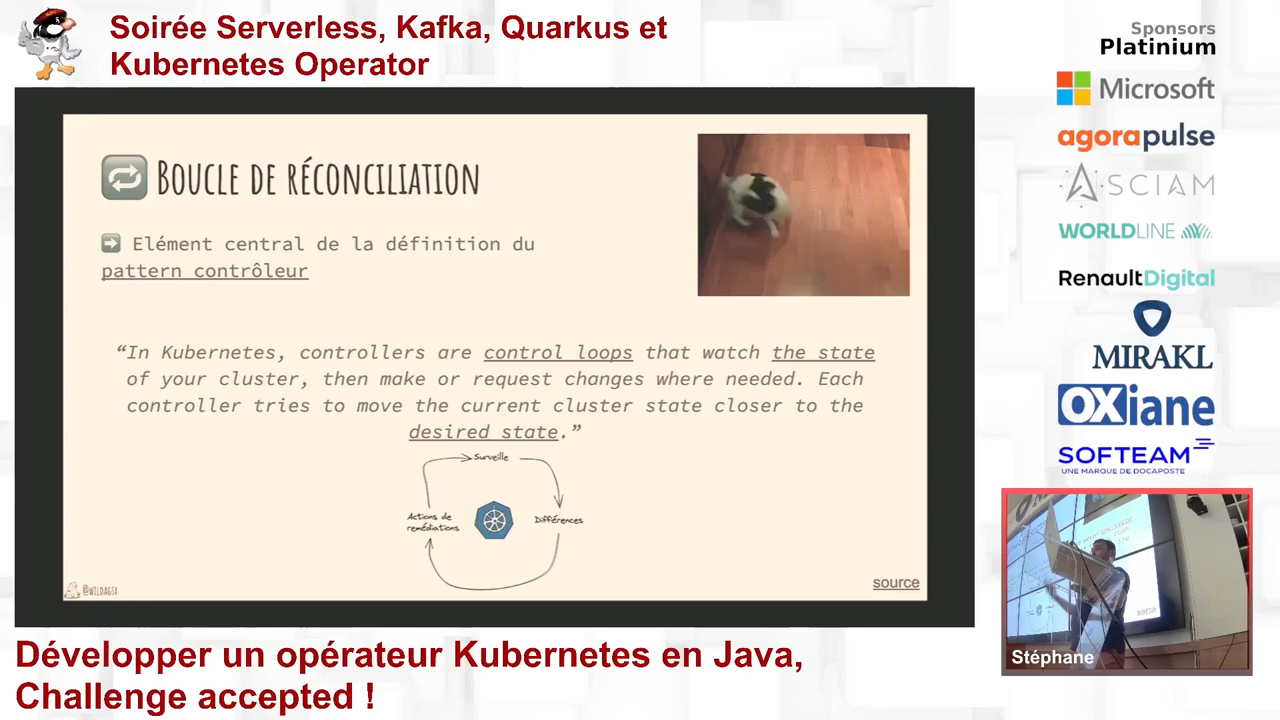 Soirée Serverless, Kafka, Quarkus et
Kubernetes Operator
Boucle de réconciliation
Elément central de la définition du
pattern contrôleur
“In Kubernetes, controllers are control loops that watch the state
of your cluster, then make or request changes where needed. Each
controller tries to move the current cluster state closer to the
desired state.”
Surveille
Actions de
remédiations
Différences
@wildagsx
source
Développer un opérateur Kubernetes en Java,
Challenge accepted !
Sponsors
Platinium
Microsoft
agorapulse
ASCIAM
WORLDLINE
RenaultDigital
MIRAKL
OXiane
SOFTEAM
UNE MARQUE DE DOCAPOSTE
Stéphane